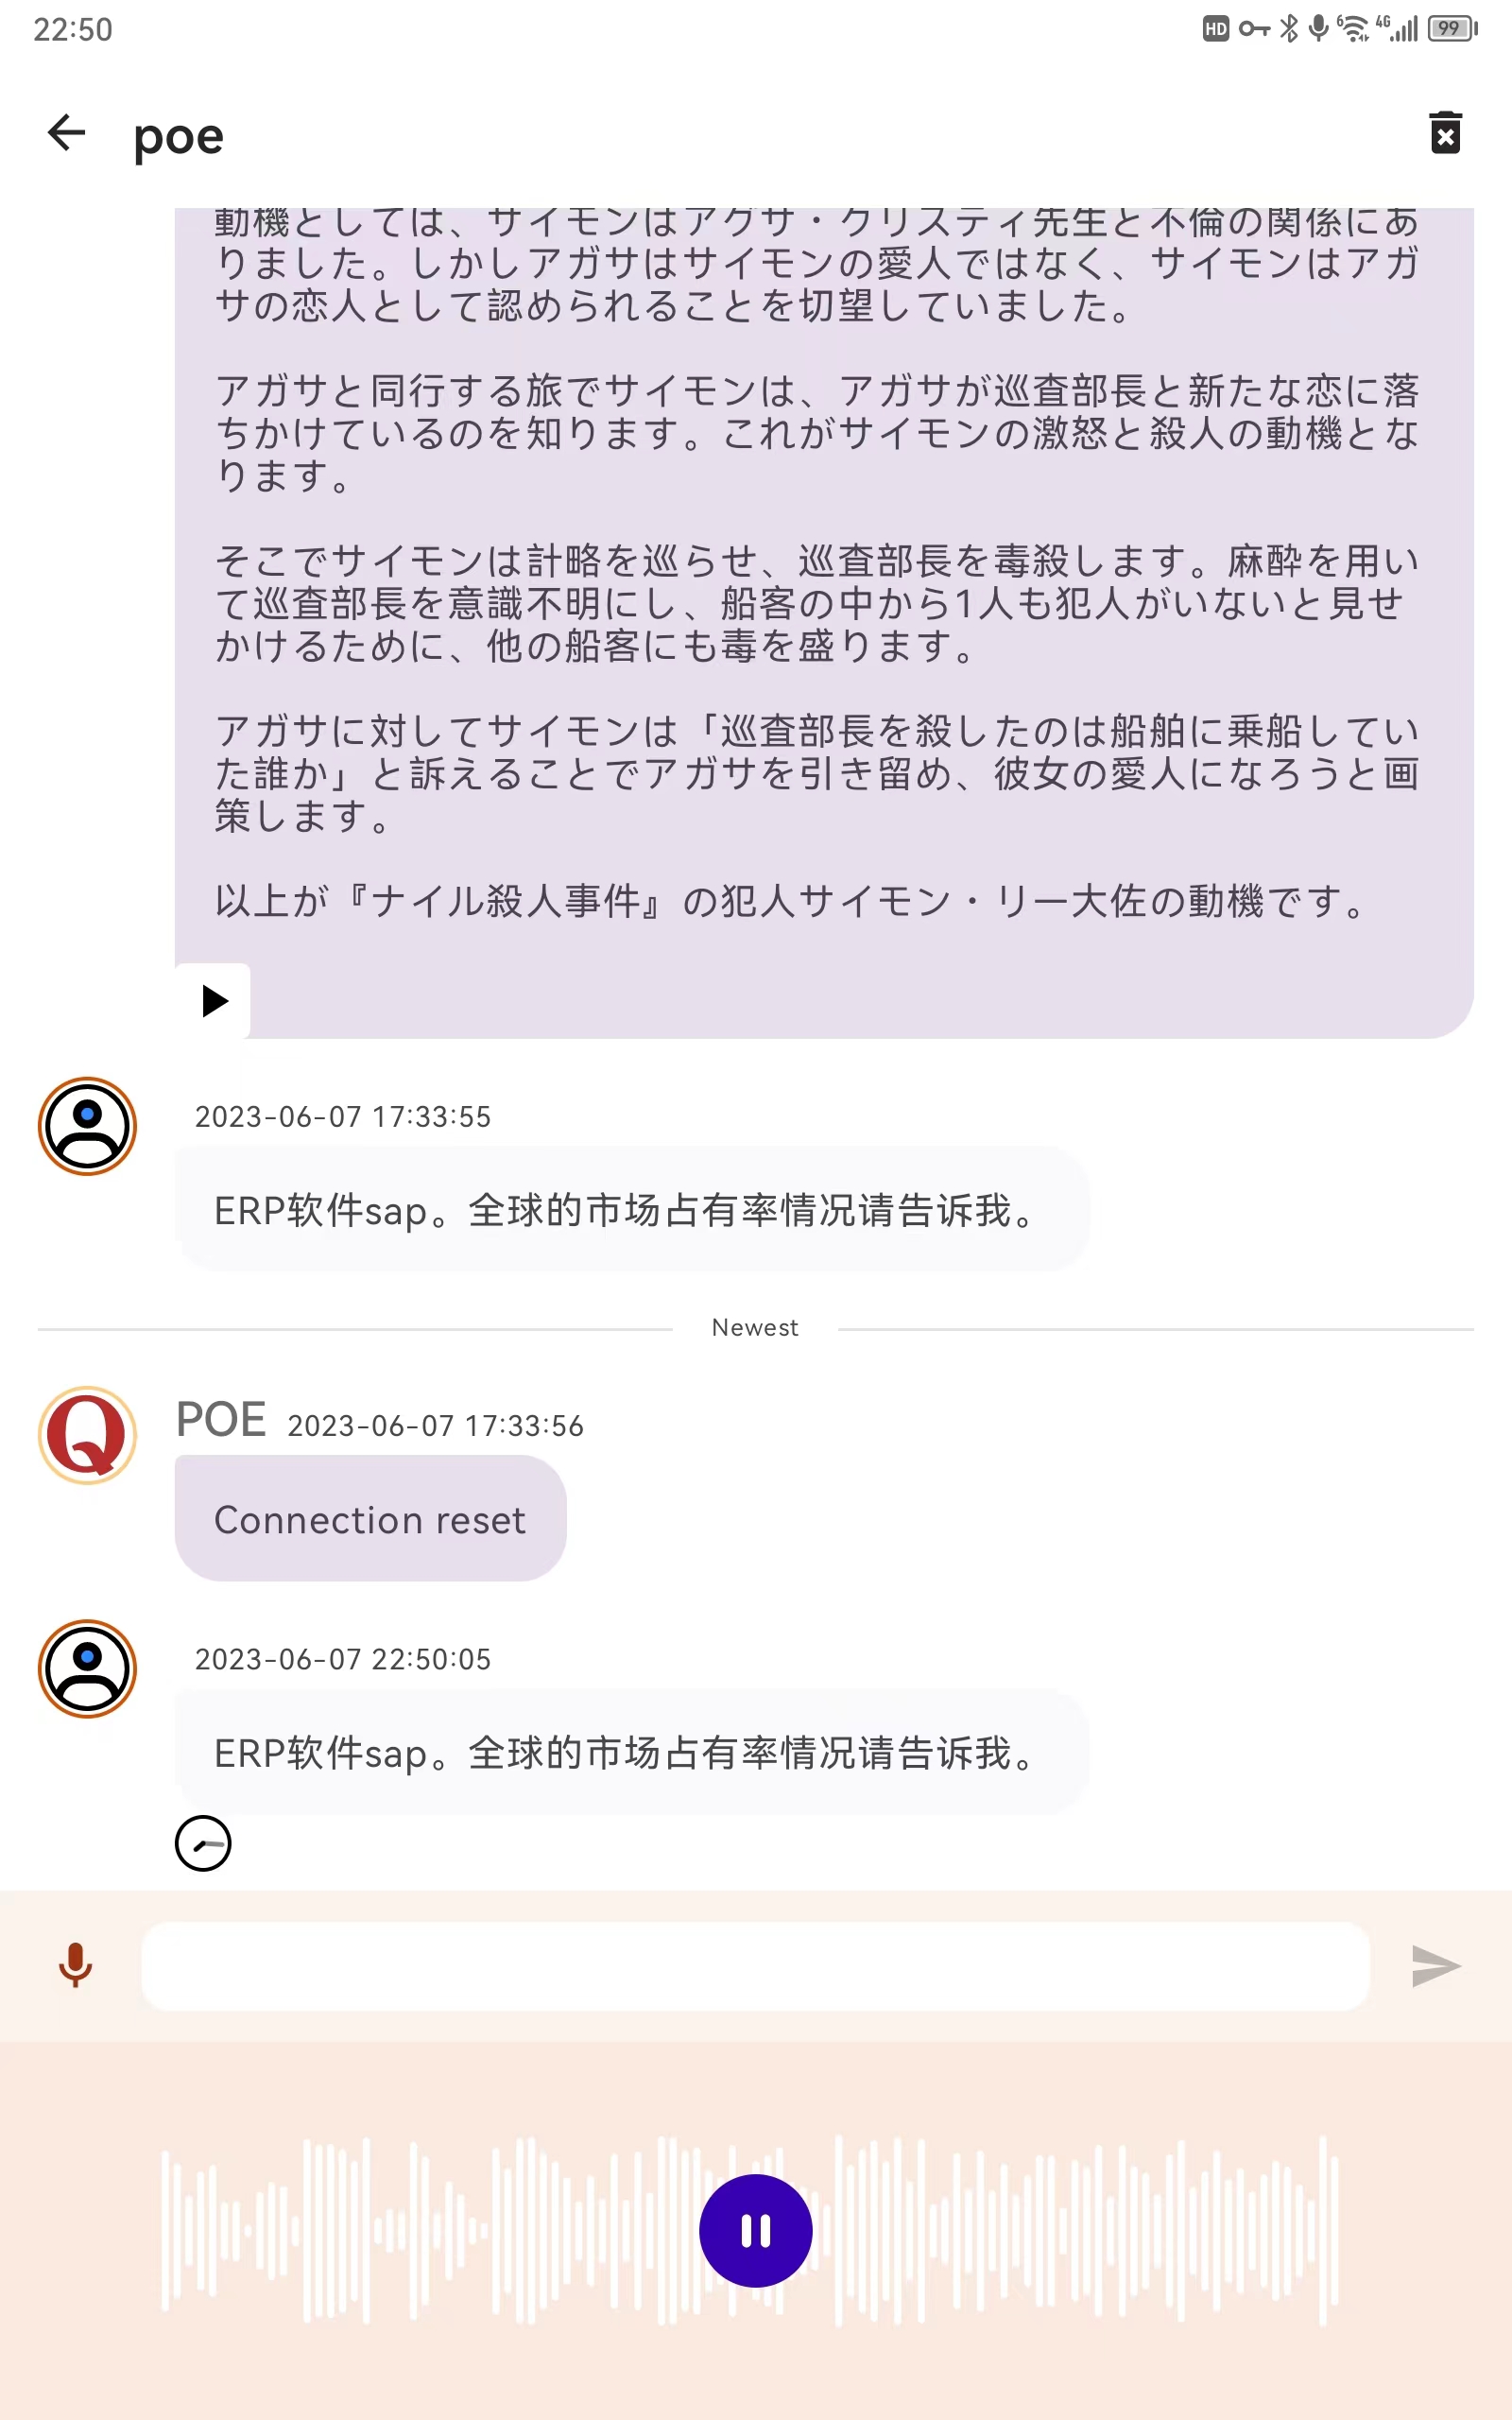 22:50
HD 6 4G 99
poe
動機としては、サイモンはアグサ・クリスティ先生と不倫の関係にあ
りました。しかしアガサはサイモンの愛人ではなく、サイモンはアガ
サの恋人として認められることを切望していました。
アガサと同行する旅でサイモンは、アガサが巡査部長と新たな恋に落
ちかけているのを知ります。これがサイモンの激怒と殺人の動機とな
ります。
そこでサイモンは計略を巡らせ、巡査部長を毒殺します。麻酔を用い
て巡査部長を意識不明にし、船客の中から1人も犯人がいないと見せ
かけるために、他の船客にも毒を盛ります。
アガサに対してサイモンは「巡査部長を殺したのは船舶に乗船してい
た誰か」と訴えることでアガサを引き留め、彼女の愛人になろうと画
策します。
以上が『ナイル殺人事件』の犯人サイモン・リー大佐の動機です。
2023-06-07 17:33:55
ERP软件sap。全球的市场占有率情况请告诉我。
Newest
Q
POE 2023-06-07 17:33:56
Connection reset
2023-06-07 22:50:05
ERP软件sap。全球的市场占有率情况请告诉我。